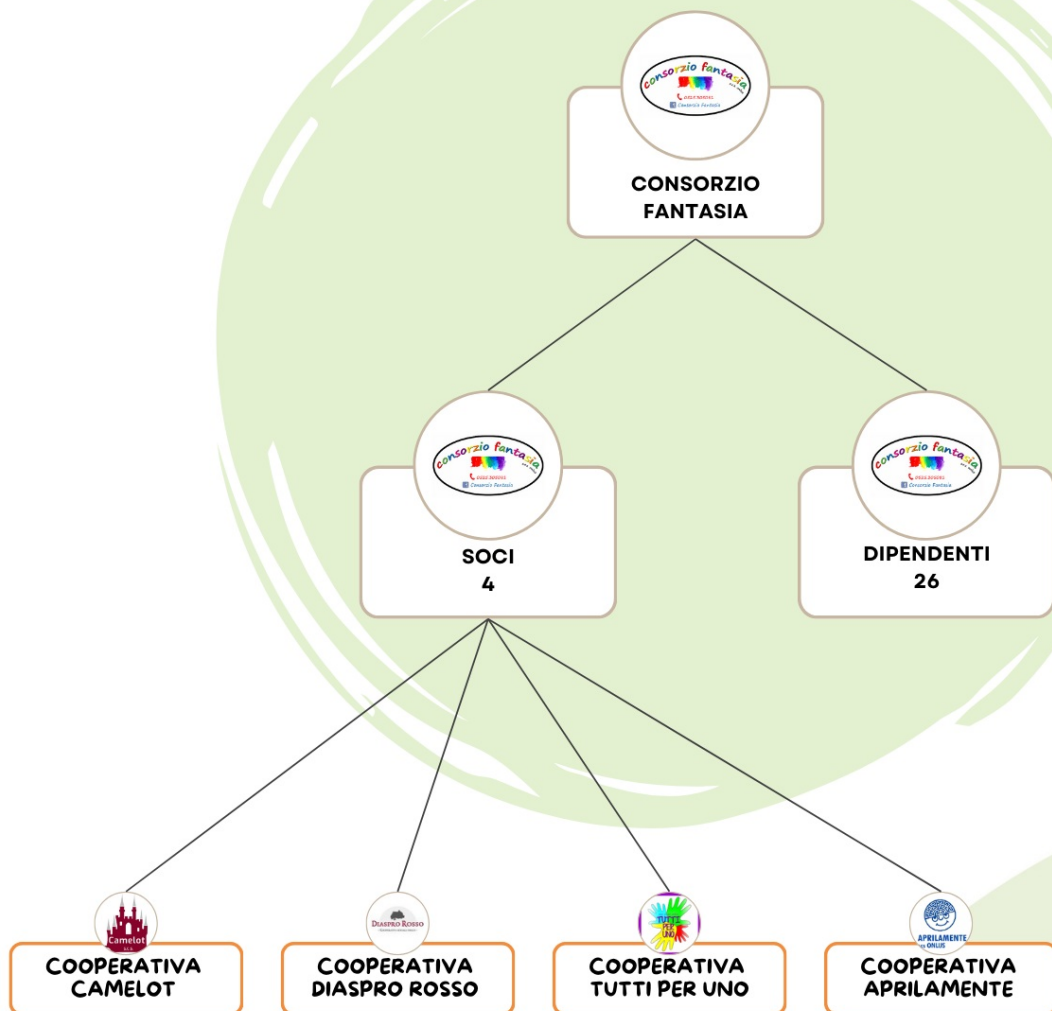 consorzio fantasia
Consorzio Fantasia
CONSORZIO
FANTASIA
consorzio fantasia
Consorzio Fantasia
SOCI
4
consorzio fantasia
Consorzio Fantasia
DIPENDENTI
26
Camelot
COOPERATIVA
CAMELOT
DIASPRO ROSSO
COOPERATIVA
DIASPRO ROSSO
TUTTI
PER
UNO
COOPERATIVA
TUTTI PER UNO
APRILAMENTE
ONLUS
COOPERATIVA
APRILAMENTE